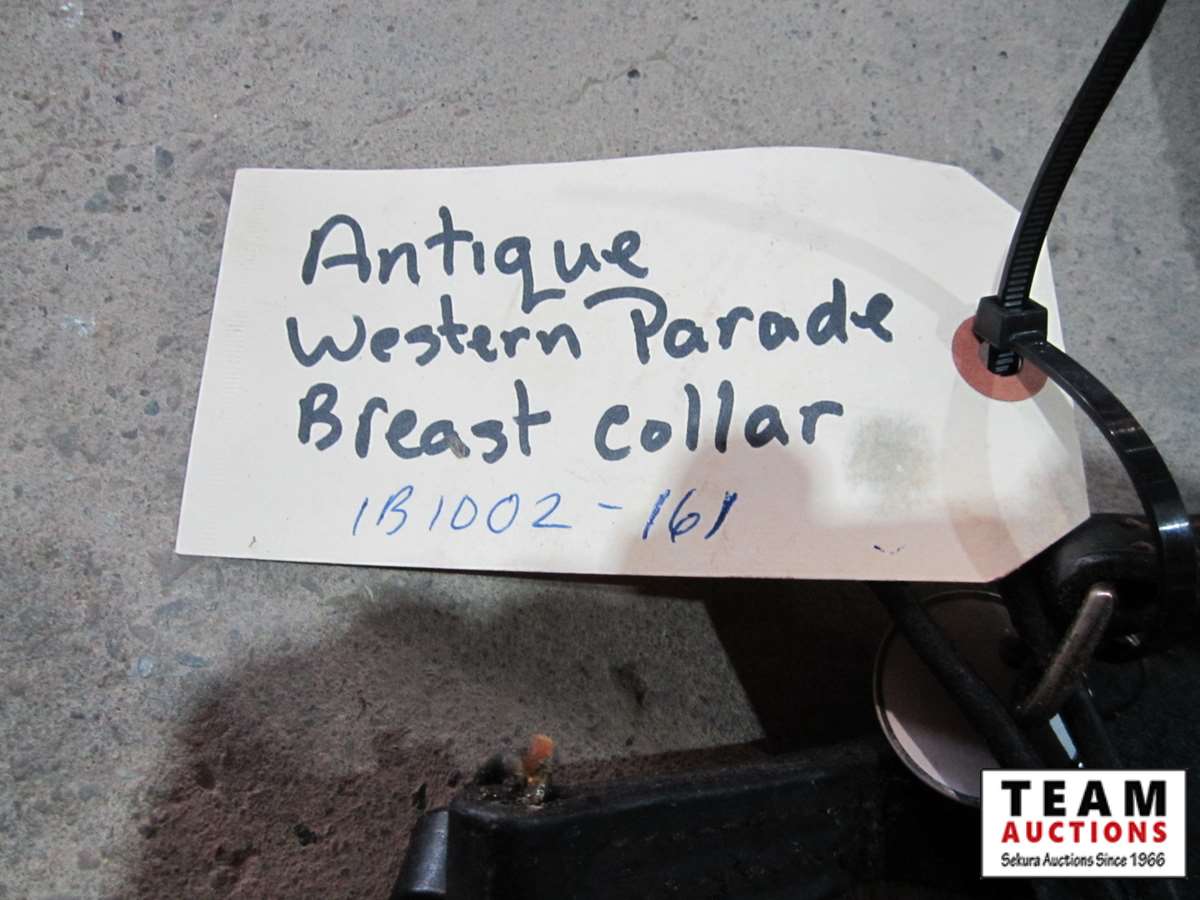 Antique
Western Parade
Breast Collar
1B1002-161
TEAM
AUCTIONS
Sekura Auctions Since 1966